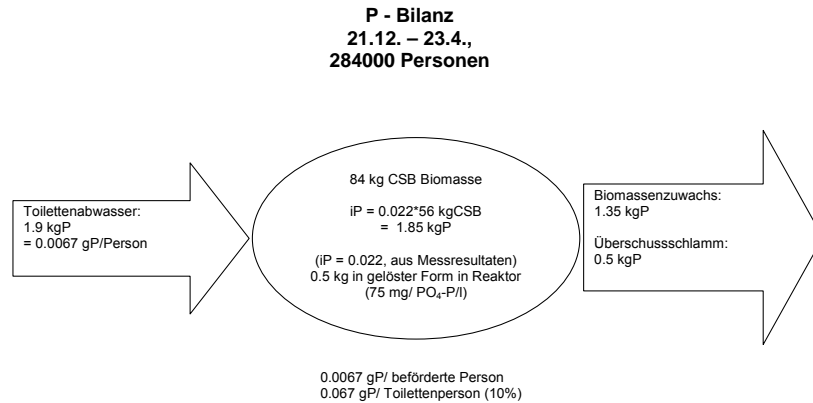 P - Bilanz
21.12. – 23.4.,
284000 Personen
Toilettenabwasser:
1.9 kgP
= 0.0067 gP/Person
84 kg CSB Biomasse
iP = 0.022*56 kgCSB
= 1.85 kgP
(iP = 0.022, aus Messresultaten)
0.5 kg in gelöster Form in Reaktor
(75 mg/ PO₄-P/l)
Biomassenzuwachs:
1.35 kgP
Überschussschlamm:
0.5 kgP
0.0067 gP/ beförderte Person
0.067 gP/ Toilettenperson (10%)